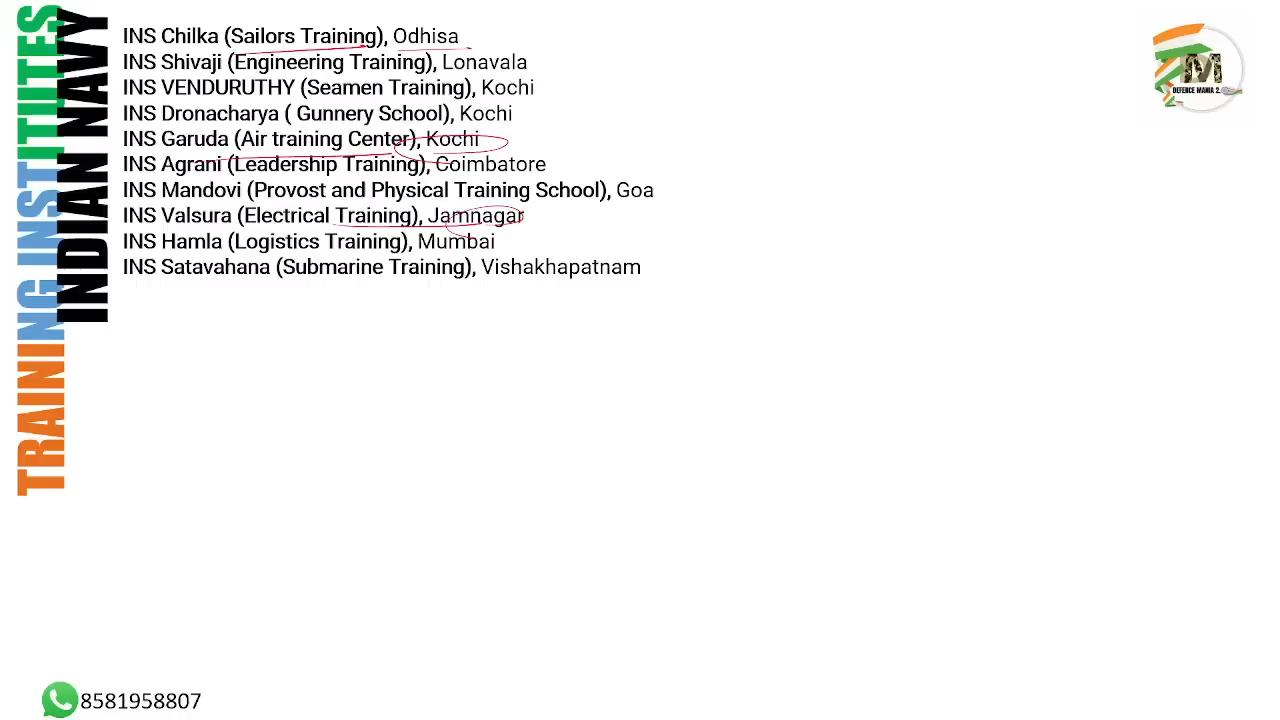 TRAINING INSTITUTES
INDIAN NAVY
INS Chilka (Sailors Training), Odhisa
INS Shivaji (Engineering Training), Lonavala
INS VENDURUTHY (Seamen Training), Kochi
INS Dronacharya ( Gunnery School), Kochi
INS Garuda (Air training Center), Kochi
INS Agrani (Leadership Training), Coimbatore
INS Mandovi (Provost and Physical Training School), Goa
INS Valsura (Electrical Training), Jamnagar
INS Hamla (Logistics Training), Mumbai
INS Satavahana (Submarine Training), Vishakhapatnam
M
DEFENCE MANIA 2.
8581958807